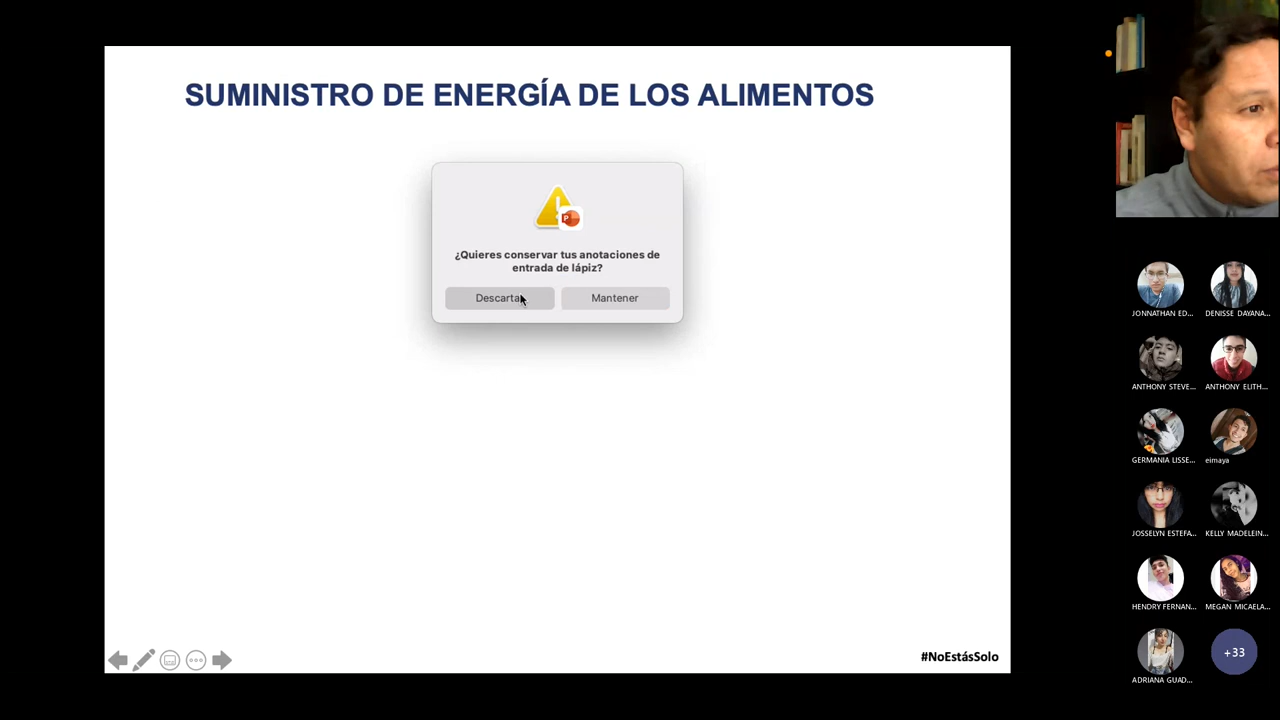 SUMINISTRO DE ENERGÍA DE LOS ALIMENTOS
¿Quieres conservar tus anotaciones de
entrada de lápiz?
Descartar
Mantener
#NoEstásSolo
JONNATHAN ED...
DENISSE DAYANA...
ANTHONY STEVE...
ANTHONY ELITH...
GERMANIA LISSE...
eimaya
JOSSELYN ESTEFA...
KELLY MADELEIN...
HENDRY FERNAN...
MEGAN MICAELA...
ADRIANA GUAD...
+33